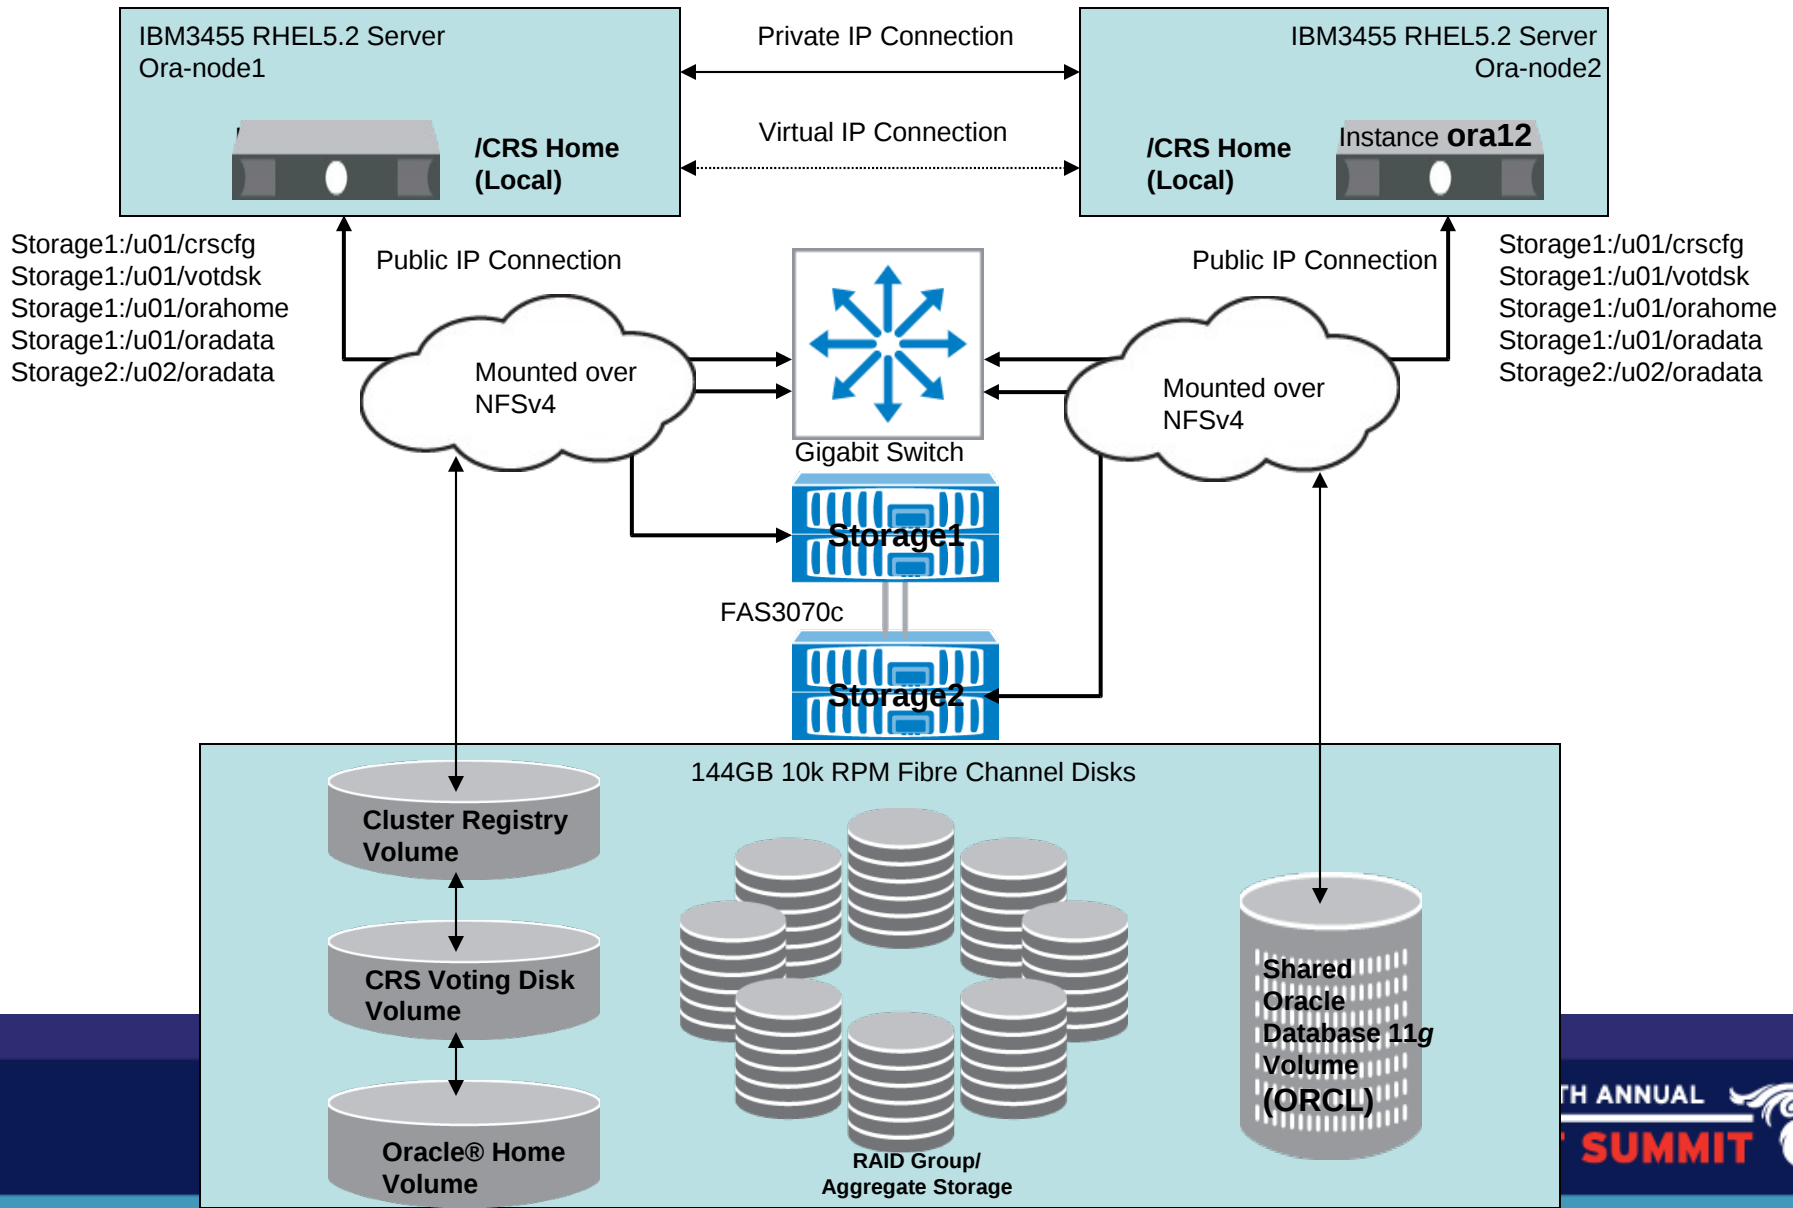 IBM3455 RHEL5.2 Server
Ora-node1
/CRS Home
(Local)
Private IP Connection
Virtual IP Connection
IBM3455 RHEL5.2 Server
Ora-node2
/CRS Home
(Local)
Instance ora12
Storage1:/u01/crscfg
Storage1:/u01/votdsk
Storage1:/u01/orahome
Storage1:/u01/oradata
Storage2:/u02/oradata
Public IP Connection
Public IP Connection
Storage1:/u01/crscfg
Storage1:/u01/votdsk
Storage1:/u01/orahome
Storage1:/u01/oradata
Storage2:/u02/oradata
Mounted over
NFSv4
Gigabit Switch
Mounted over
NFSv4
Storage1
FAS3070c
Storage2
144GB 10k RPM Fibre Channel Disks
Cluster Registry
Volume
CRS Voting Disk
Volume
Oracle® Home
Volume
RAID Group/
Aggregate Storage
Shared
Oracle
Database 11g
Volume
(ORCL)
TH ANNUAL
SUMMIT